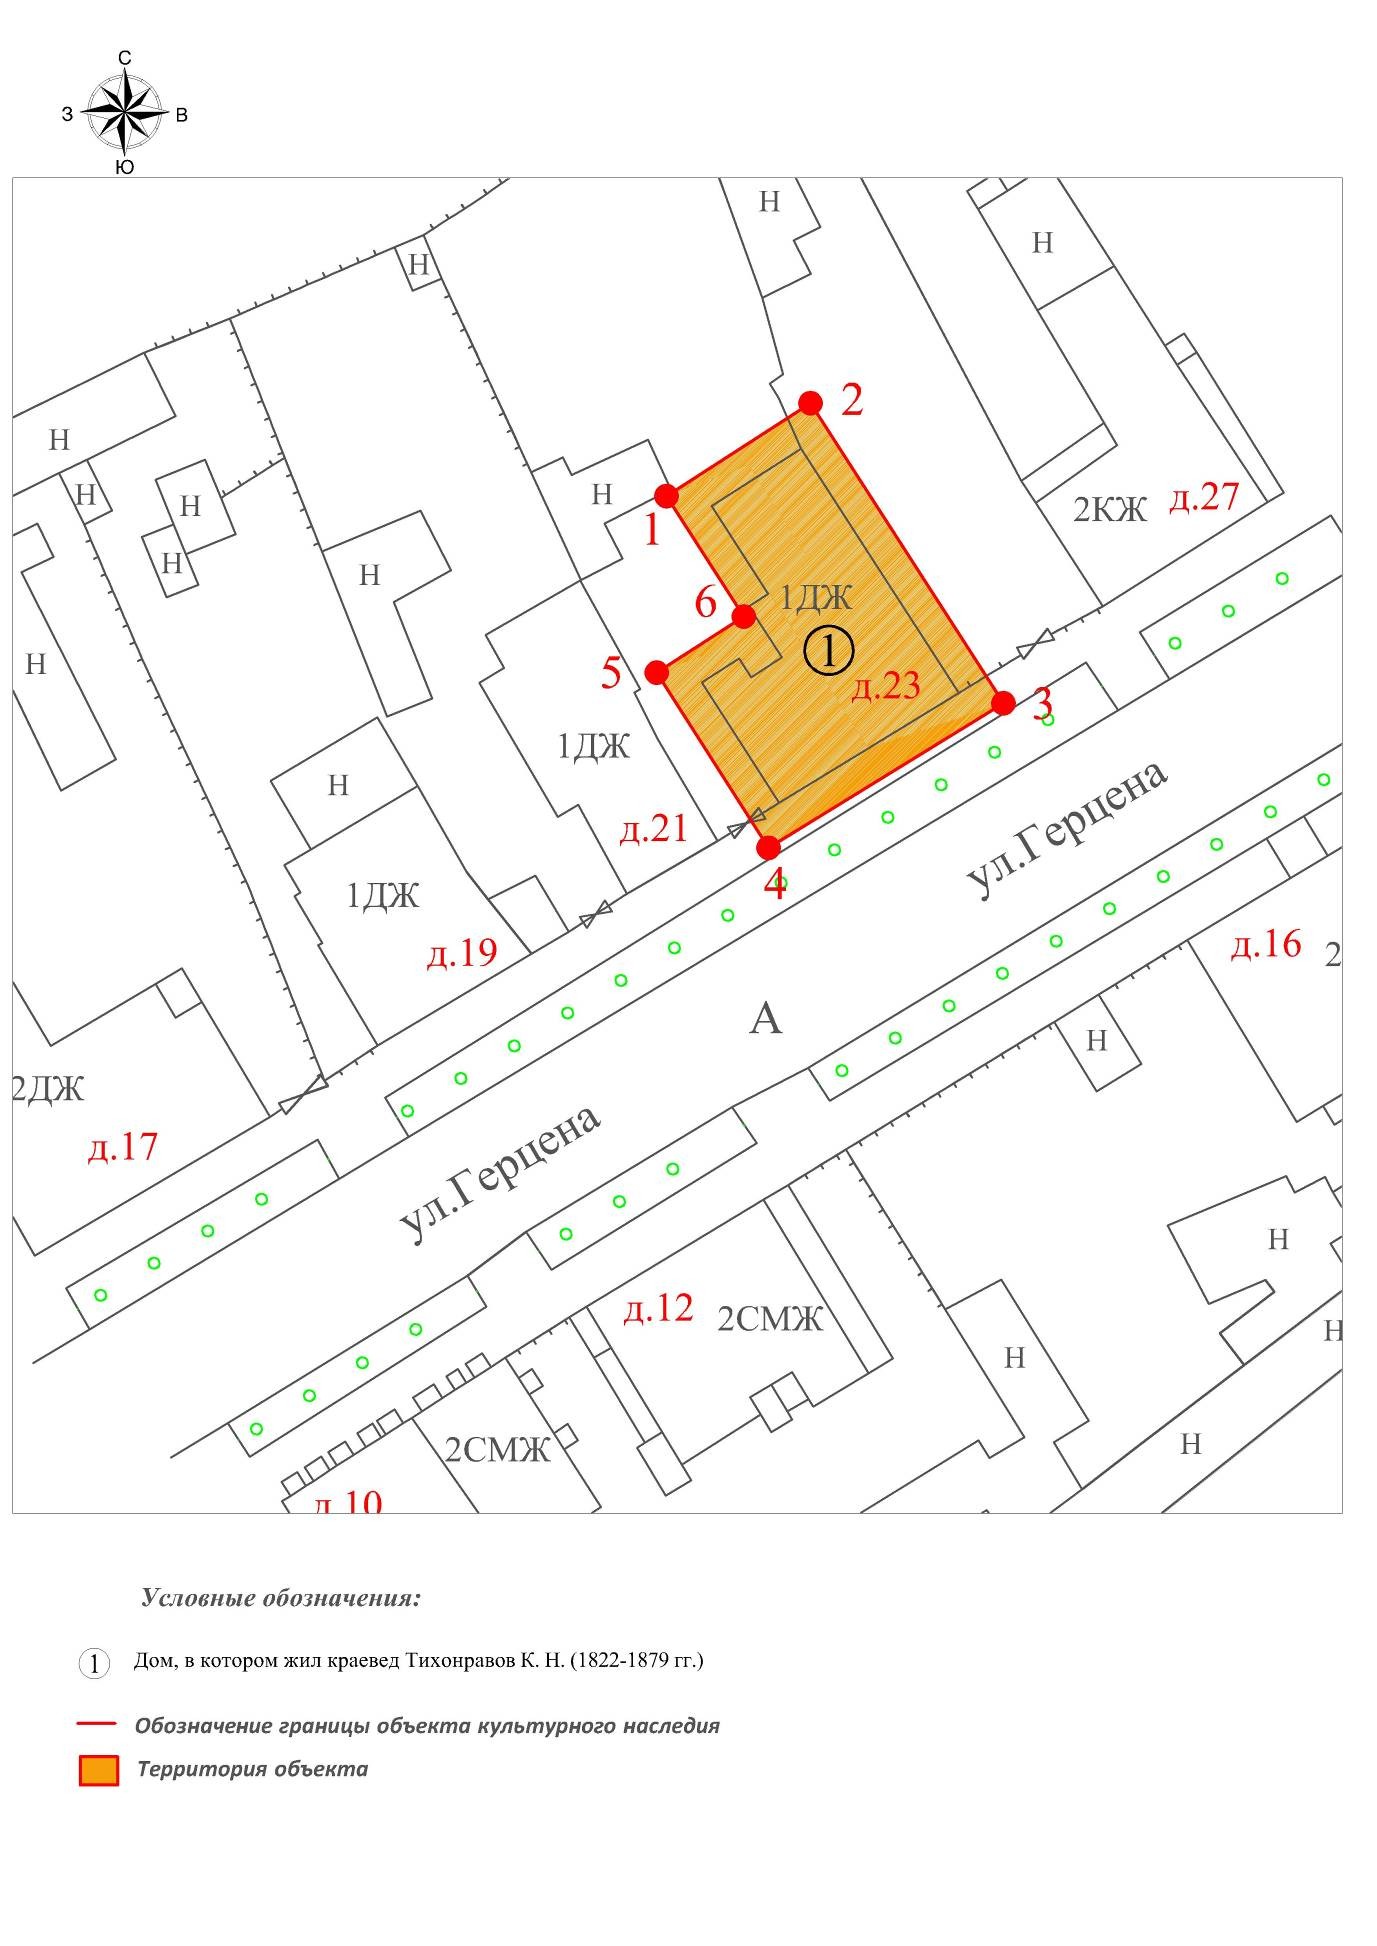 С
З
В
Ю
Н
Н
Н
2
Н
Н
Н
1
Н
Н
Н
2КЖ
д.27
Н
6
1ДЖ
1
5
д.23
3
Н
1ДЖ
Н
д.21
ул.Герцена
4
1ДЖ
д.19
д.16
2
А
Н
2ДЖ
д.17
ул.Герцена
Н
д.12
2СМЖ
Н
Н
2СМЖ
Н
д.10
Условные обозначения:
1 Дом, в котором жил краевед Тихонравов К. Н. (1822-1879 гг.)
Обозначение границы объекта культурного наследия
Территория объекта